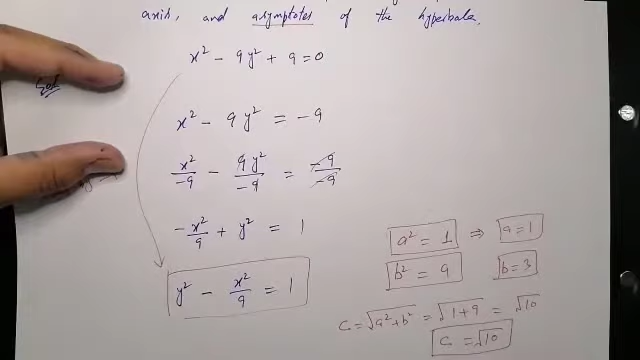 axis, and asymptotes of the hyperbola.
x² - 9y² + 9 = 0
Sol
x² - 9y² = -9
x²/-9 - 9y²/-9 = -9/-9
-x²/9 + y² = 1
y² - x²/9 = 1
a² = 1 ⇒ a = 1
b² = 9 b = 3
c = √a² + b² = √1 + 9 = √10
c = √10